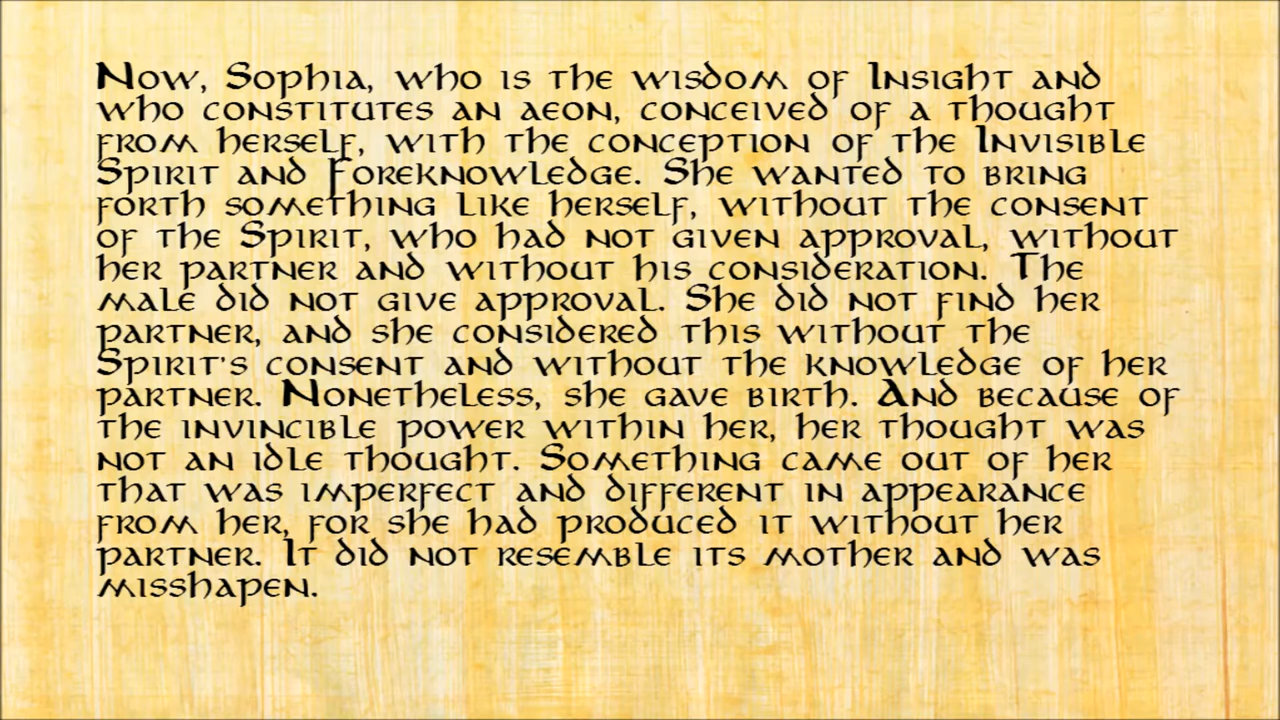 Now, Sophia, who is the wisdom of Insight and
who constitutes an aeon, conceived of a thought
from herself, with the conception of the Invisible
Spirit and Foreknowledge. She wanted to bring
forth something like herself, without the consent
of the Spirit, who had not given approval, without
her partner and without his consideration. The
male did not give approval. She did not find her
partner, and she considered this without the
Spirit's consent and without the knowledge of her
partner. Nonetheless, she gave birth. And because of
the invincible power within her, her thought was
not an idle thought. Something came out of her
that was imperfect and different in appearance
from her, for she had produced it without her
partner. It did not resemble its mother and was
misshapen.